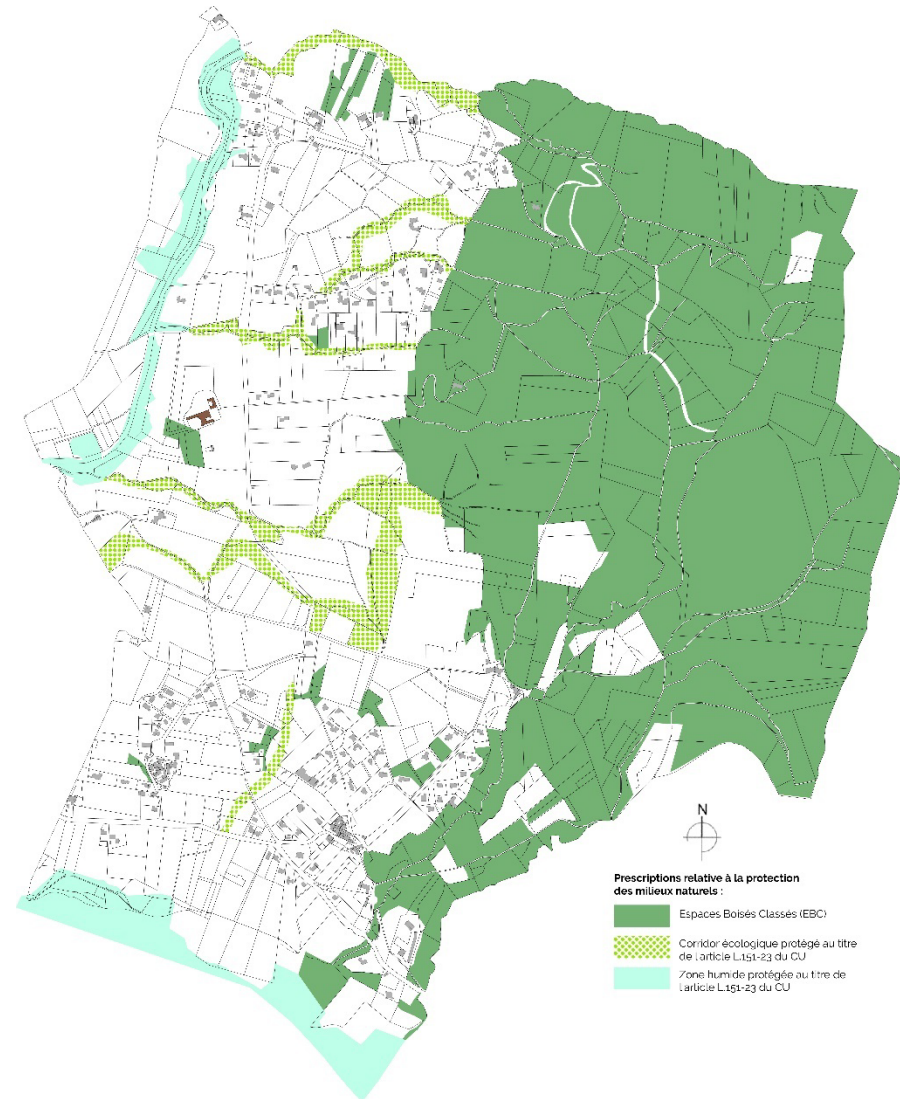 N
Prescriptions relative à la protection
des milieux naturels :
Espaces Boisés Classés (EBC)
Corridor écologique protégé au titre
de l'article L.151-23 du CU
Zone humide protégée au titre de
l'article L.151-23 du CU